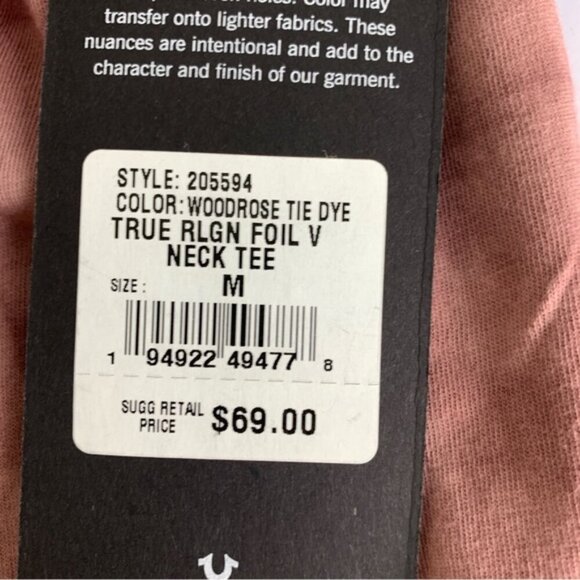 Color may
transfer onto lighter fabrics. These
nuances are intentional and add to the
character and finish of our garment.
STYLE: 205594
COLOR:WOODROSE TIE DYE
TRUE RLGN FOIL V
NECK TEE
SIZE: M
1 94922 49477 8
SUGG RETAIL
PRICE $69.00